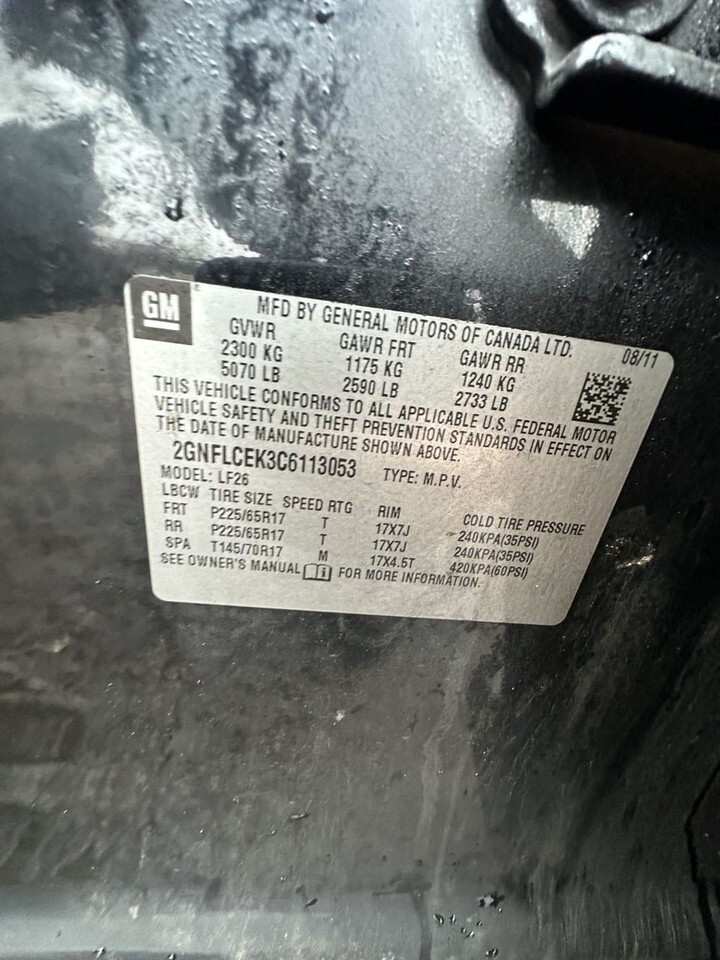 GM
MFD BY GENERAL MOTORS OF CANADA LTD. 08/11
GVWR GAWR FRT GAWR RR
2300 KG 1175 KG 1240 KG
5070 LB 2590 LB 2733 LB
THIS VEHICLE CONFORMS TO ALL APPLICABLE U.S. FEDERAL MOTOR
VEHICLE SAFETY AND THEFT PREVENTION STANDARDS IN EFFECT ON
THE DATE OF MANUFACTURE SHOWN ABOVE.
2GNFLCEK3C6113053 TYPE: M.P.V.
MODEL: LF26
LBCW TIRE SIZE SPEED RTG RIM COLD TIRE PRESSURE
FRT P225/65R17 T 17X7J 240KPA(35PSI)
RR P225/65R17 T 17X7J 240KPA(35PSI)
SPA T145/70R17 M 17X4.5T 420KPA(60PSI)
SEE OWNER'S MANUAL i FOR MORE INFORMATION.